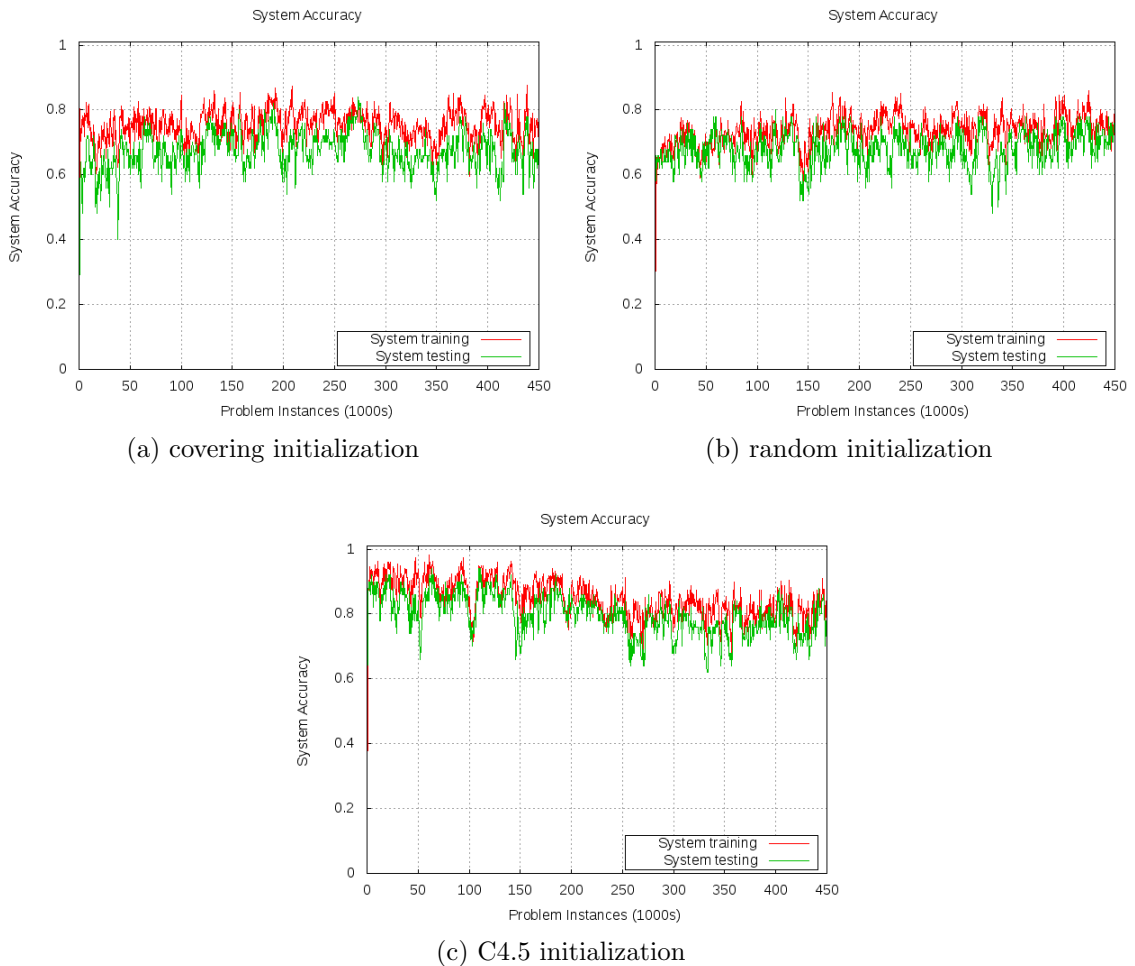 System Accuracy
System Accuracy
1
0.8
0.6
0.4
0.2
0
0 50 100 150 200 250 300 350 400 450
Problem Instances (1000s)
System training
System testing
(a) covering initialization
System Accuracy
System Accuracy
1
0.8
0.6
0.4
0.2
0
0 50 100 150 200 250 300 350 400 450
Problem Instances (1000s)
System training
System testing
(b) random initialization
System Accuracy
System Accuracy
1
0.8
0.6
0.4
0.2
0
0 50 100 150 200 250 300 350 400 450
Problem Instances (1000s)
System training
System testing
(c) C4.5 initialization